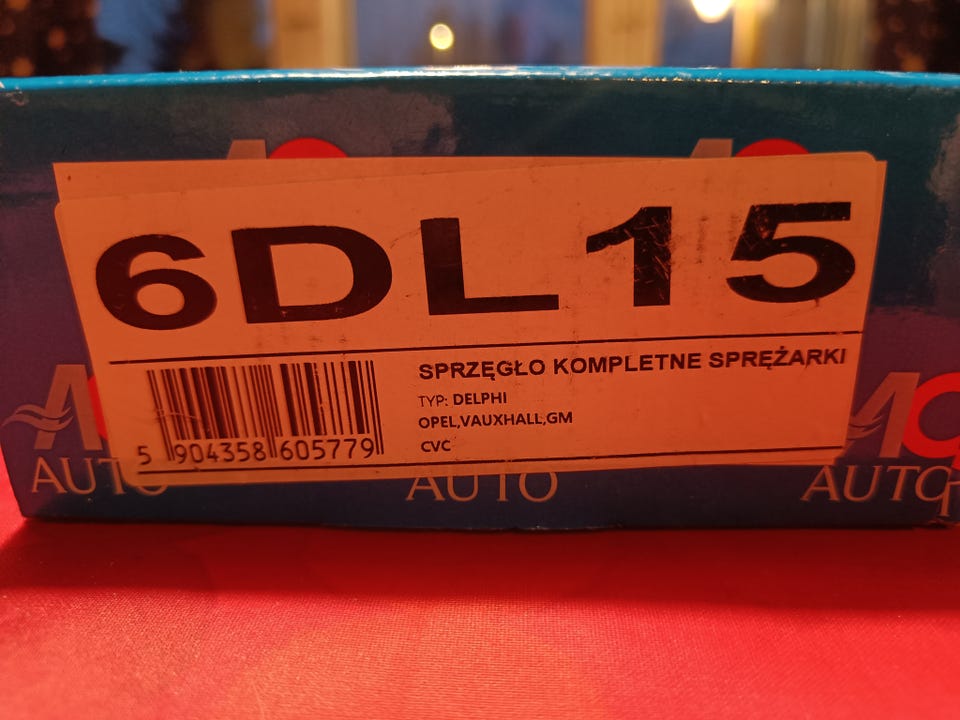 6DL15
SPRZĘGŁO KOMPLETNE SPRĘŻARKI
TYP: DELPHI
OPEL,VAUXHALL,GM
CVC
5 904358 605779
AUTO
AUTO
AUTO